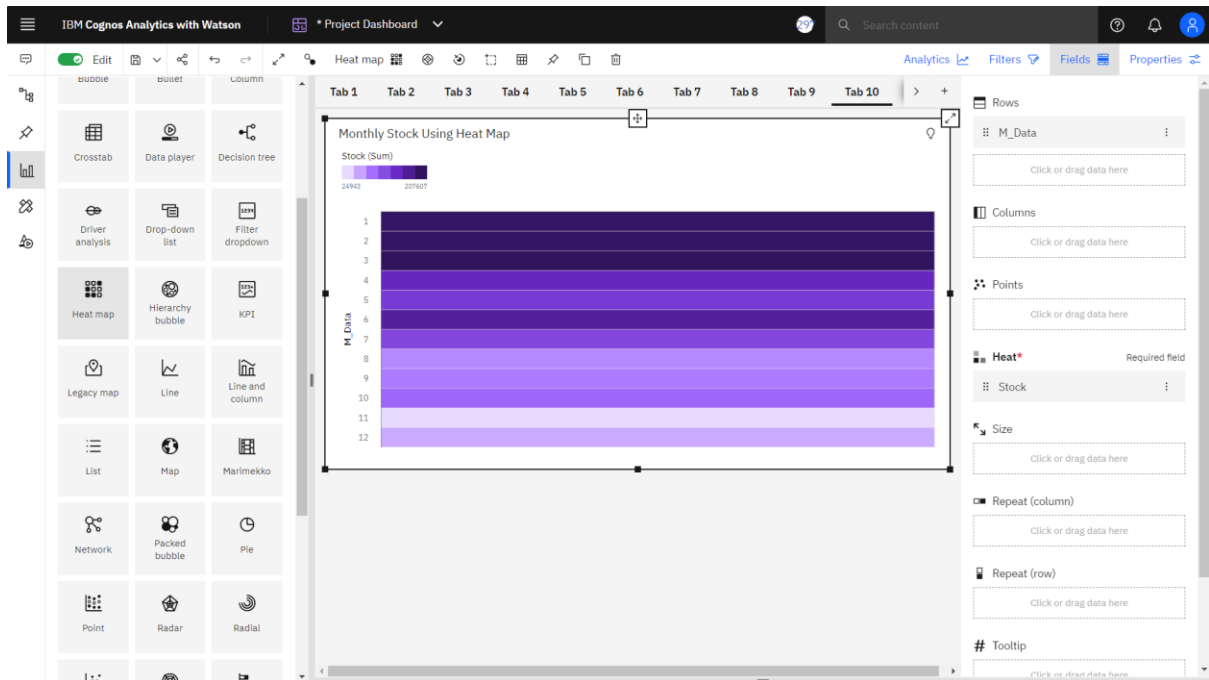 IBM Cognos Analytics with Watson
* Project Dashboard
297
Search content
Edit
Heat map
Analytics
Filters
Fields
Properties
Bubble
Bullet
Column
Crosstab
Data player
Decision tree
Driver
analysis
Drop-down
list
Filter
dropdown
Heat map
Hierarchy
bubble
KPI
Legacy map
Line
Line and
column
List
Map
Marimekko
Network
Packed
bubble
Pie
Point
Radar
Radial
Tab 1
Tab 2
Tab 3
Tab 4
Tab 5
Tab 6
Tab 7
Tab 8
Tab 9
Tab 10
Monthly Stock Using Heat Map
Stock (Sum)
24943
207607
M_Data
1
2
3
4
5
6
7
8
9
10
11
12
Rows
M_Data
Click or drag data here
Columns
Click or drag data here
Points
Click or drag data here
Heat*
Required field
Stock
Size
Click or drag data here
Repeat (column)
Click or drag data here
Repeat (row)
Click or drag data here
Tooltip
Click or drag data here